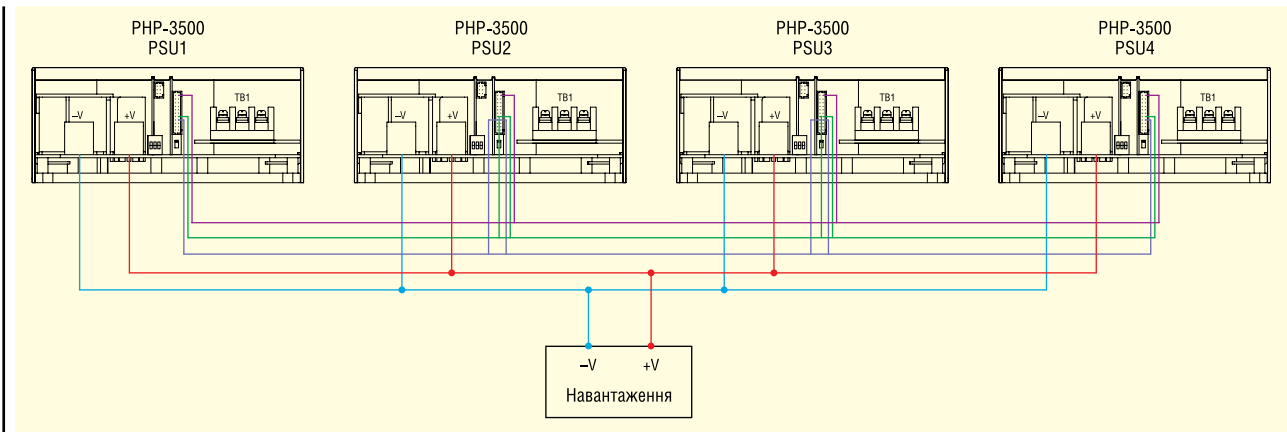 PHP-3500
PSU1
PHP-3500
PSU2
PHP-3500
PSU3
PHP-3500
PSU4
–V
+V
TB1
–V
+V
TB1
–V
+V
TB1
–V
+V
TB1
–V
+V
Навантаження